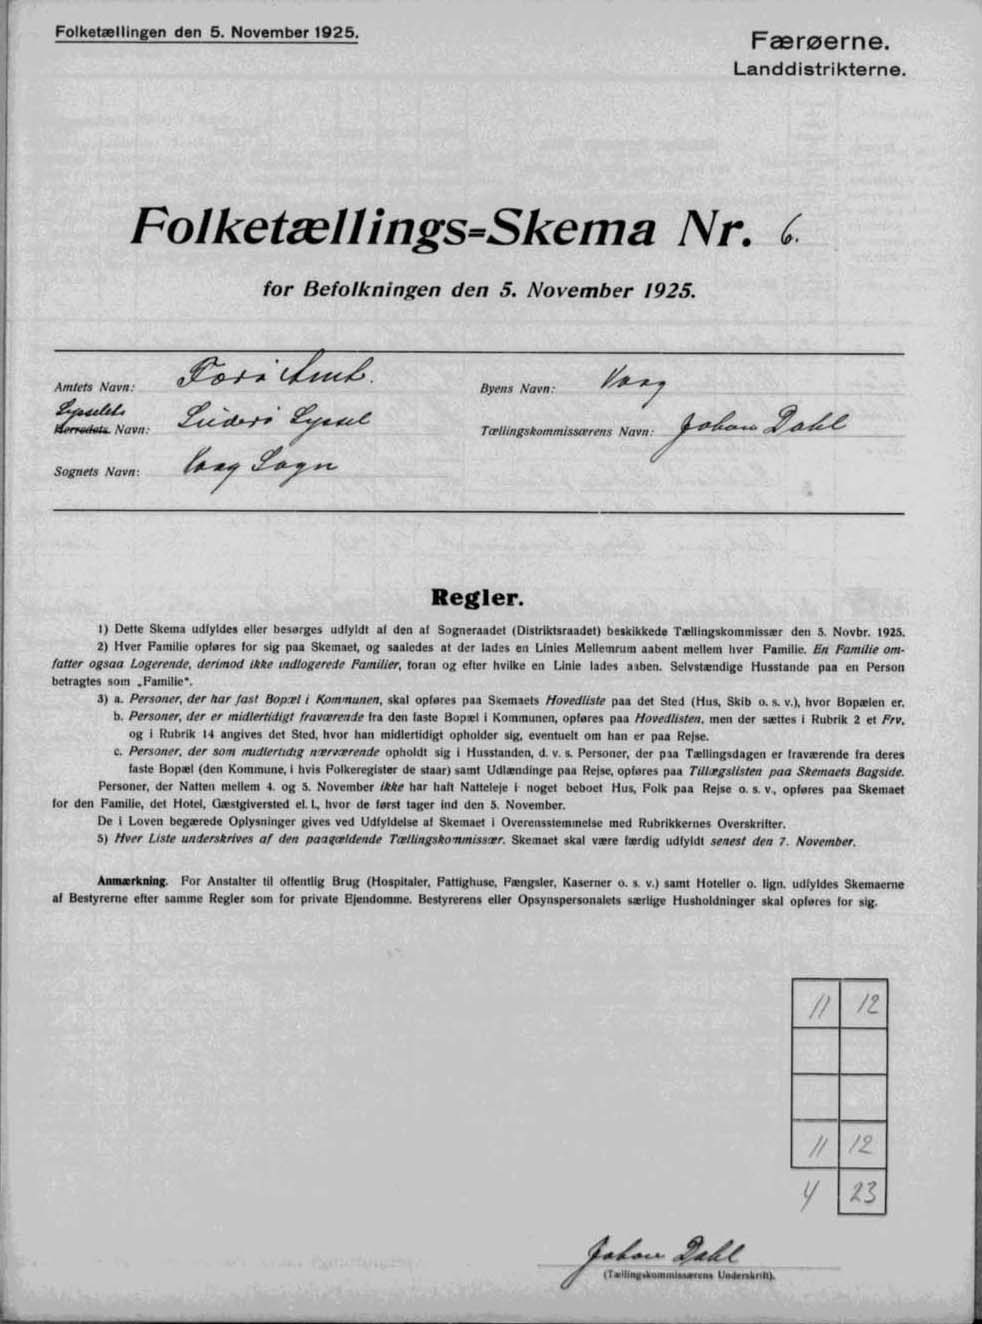 Folketællingen den 5. November 1925.
Færøerne.
Landdistrikterne.
Folketællings=Skema Nr. 6.
for Befolkningen den 5. November 1925.
Amtets Navn: Færø Amt.
Byens Navn: Vaag
Sysselets
Herredets Navn: Suderø Syssel
Tællingskommissærens Navn: Johan Dahl
Sognets Navn: Vaag Sogn
Regler.
1) Dette Skema udfyldes eller besørges udfyldt af den af Sogneraadet (Distriktsraadet) beskikkede Tællingskommissær den 5. Novbr. 1925.
2) Hver Familie opføres for sig paa Skemaet, og saaledes at der lades en Linies Mellemrum aabent mellem hver Familie. En Familie om-
fatter ogsaa Logerende, derimod ikke indlogerede Familier, foran og efter hvilke en Linie lades aaben. Selvstændige Husstande paa en Person
betragtes som „Familie".
3) a. Personer, der har fast Bopæl i Kommunen, skal opføres paa Skemaets Hovedliste paa det Sted (Hus, Skib o. s. v.), hvor Bopælen er.
b. Personer, der er midlertidigt fraværende fra den faste Bopæl i Kommunen, opføres paa Hovedlisten, men der sættes i Rubrik 2 et Frv.
og i Rubrik 14 angives det Sted, hvor han midlertidigt opholder sig, eventuelt om han er paa Rejse.
c. Personer, der som midlertidig nærværende opholdt sig i Husstanden, d. v. s. Personer, der paa Tællingsdagen er fraværende fra deres
faste Bopæl (den Kommune, i hvis Folkeregister de staar) samt Udlændinge paa Rejse, opføres paa Tillægslisten paa Skemaets Bagside.
Personer, der Natten mellem 4. og 5. November ikke har haft Natteleje i noget beboet Hus, Folk paa Rejse o. s. v., opføres paa Skemaet
for den Familie, det Hotel, Gæstgiversted el. l., hvor de først tager ind den 5. November.
De i Loven begærede Oplysninger gives ved Udfyldelse af Skemaet i Overensstemmelse med Rubrikkernes Overskrifter.
5) Hver Liste underskrives af den paagældende Tællingskommissær. Skemaet skal være færdig udfyldt senest den 7. November.
Anmærkning. For Anstalter til offentlig Brug (Hospitaler, Fattighuse, Fængsler, Kaserner o. s. v.) samt Hoteller o. lign. udfyldes Skemaerne
af Bestyrerne efter samme Regler som for private Ejendomme. Bestyrerens eller Opsynspersonalets særlige Husholdninger skal opføres for sig.
11 12
11 12
4 23
Johan Dahl
(Tællingskommissærens Underskrift).